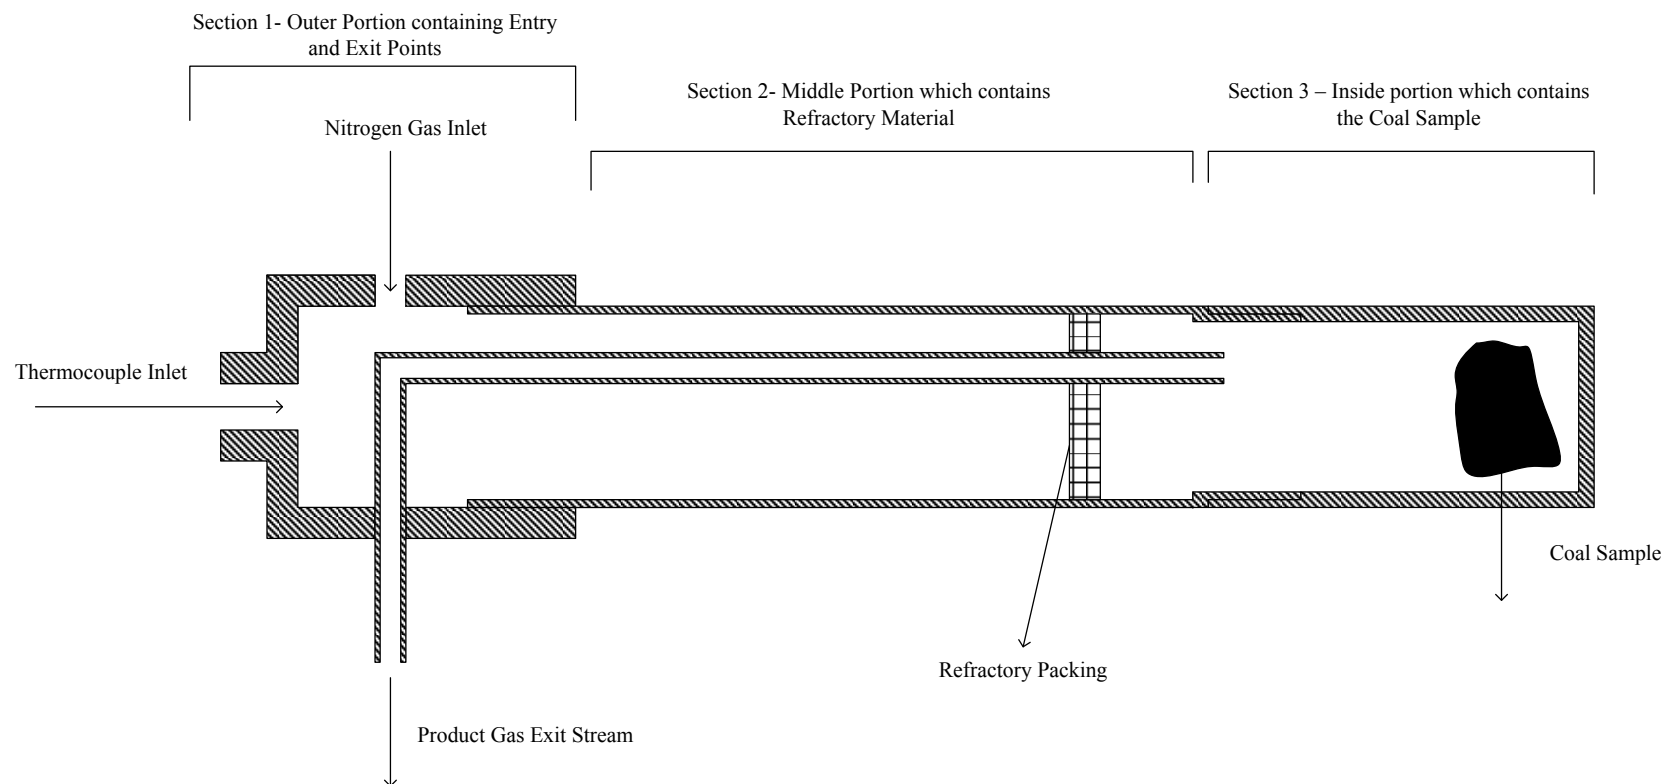 Section 1- Outer Portion containing Entry
and Exit Points
Section 2- Middle Portion which contains
Refractory Material
Section 3 – Inside portion which contains
the Coal Sample
Nitrogen Gas Inlet
Thermocouple Inlet
Coal Sample
Refractory Packing
Product Gas Exit Stream